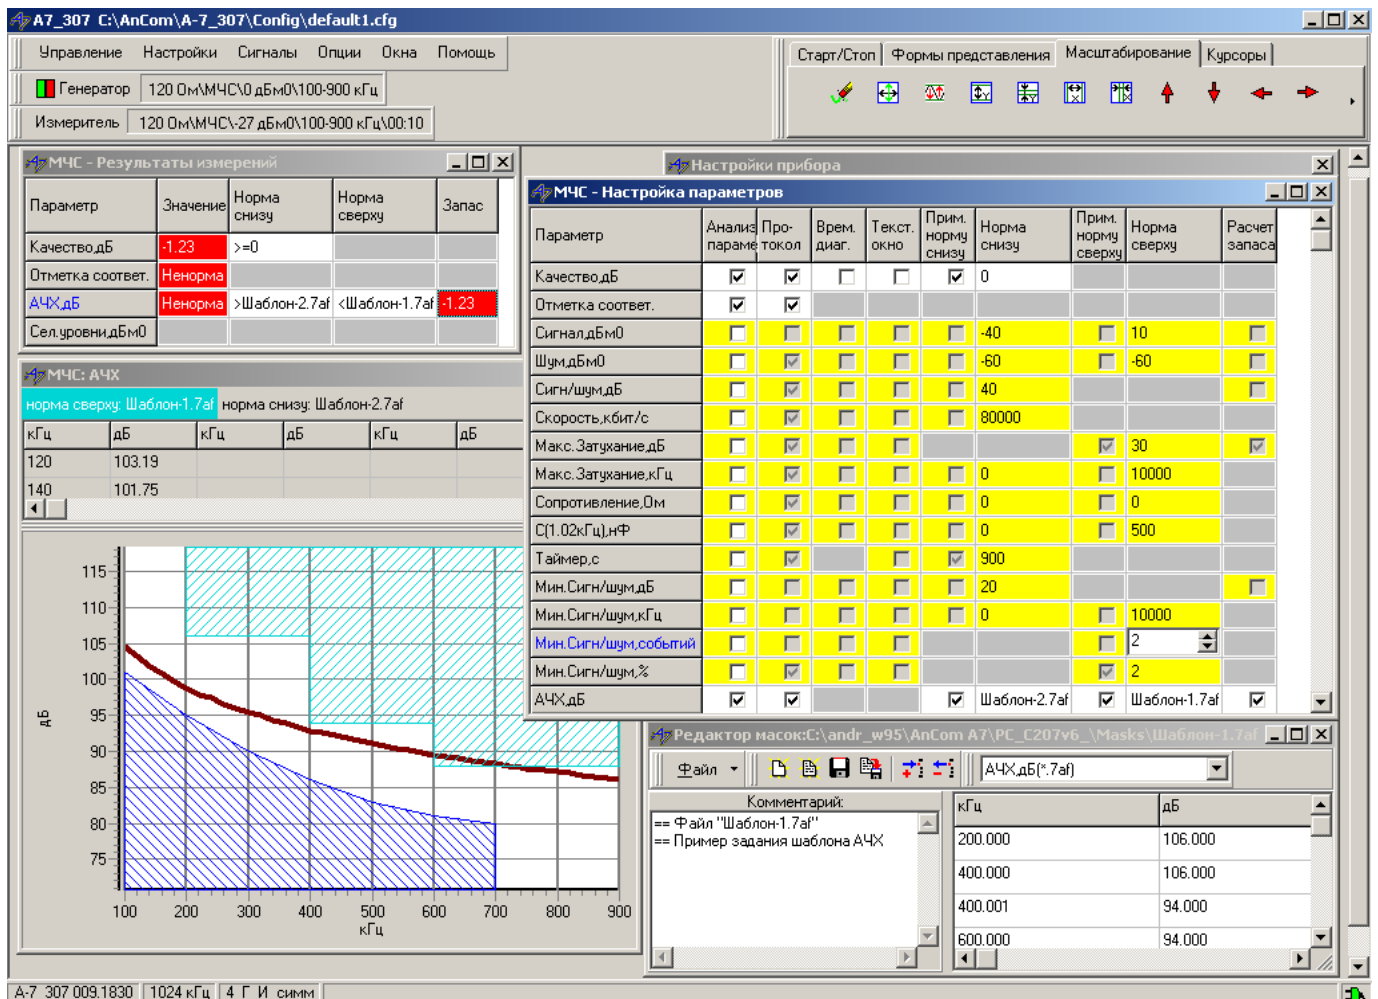 A7_307 C:\AnCom\A-7_307\Config\default1.cfg
Управление Настройки Сигналы Опции Окна Помощь
Генератор 120 Ом\МЧС\0 дБм0\100-900 кГц
Измеритель 120 Ом\МЧС\-27 дБм0\100-900 кГц\00:10
Старт/Стоп Формы представления Масштабирование Курсоры
МЧС - Результаты измерений
Параметр Значение Норма снизу Норма сверху Запас
Качество,дБ -1.23 >=0
Отметка соответ. Ненорма
АЧХ,дБ Ненорма >Шаблон-2.7af <Шаблон-1.7af -1.23
Сел.уровни,дБм0
МЧС: АЧХ
норма сверху: Шаблон-1.7af норма снизу: Шаблон-2.7af
кГц дБ кГц дБ кГц дБ
120 103.19
140 101.75
115
110
105
100
95
90
85
80
75
дБ
100 200 300 400 500 600 700 800 900
кГц
Настройки прибора
МЧС - Настройка параметров
Параметр Анализ параме Про-токол Врем. диаг. Текст. окно Прим. норму снизу Норма снизу Прим. норму сверху Норма сверху Расчет запаса
Качество,дБ 0
Отметка соответ.
Сигнал,дБм0 -40 10
Шум,дБм0 -60 -60
Сигн/шум,дБ 40
Скорость,кбит/с 80000
Макс.Затухание,дБ 30
Макс.Затухание,кГц 0 10000
Сопротивление,Ом 0 0
С(1.02кГц),нФ 0 500
Таймер,с 900
Мин.Сигн/шум,дБ 20
Мин.Сигн/шум,кГц 0 10000
Мин.Сигн/шум,событий 2
Мин.Сигн/шум,% 2
АЧХ,дБ Шаблон-2.7af Шаблон-1.7af
Редактор масок:C:\andr_w95\AnCom A7\PC_C207v6_\Masks\Шаблон-1.7af
Файл АЧХ,дБ(*.7af)
Комментарий:
== Файл "Шаблон-1.7af"
== Пример задания шаблона АЧХ
кГц дБ
200.000 106.000
400.000 106.000
400.001 94.000
600.000 94.000
А-7 307 009.1830 1024 кГц 4 Г И симм